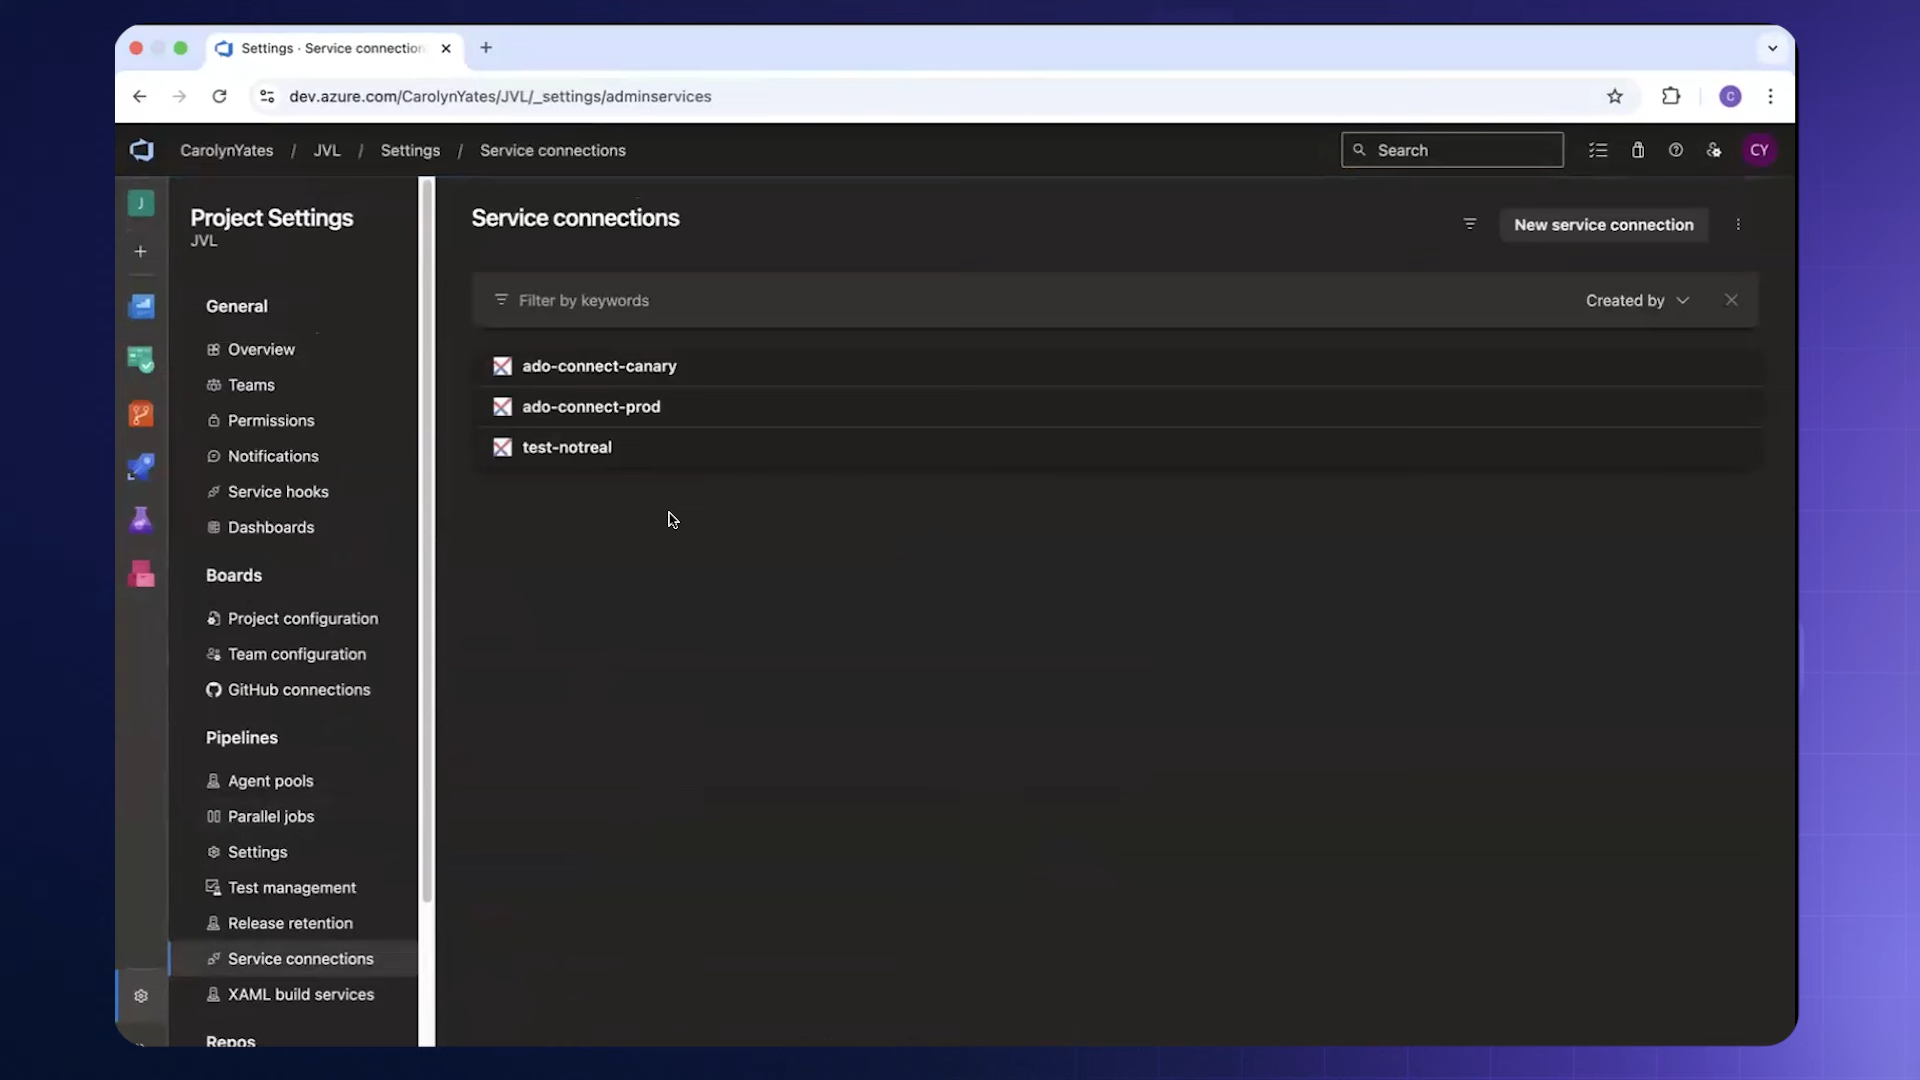 Settings · Service connection
dev.azure.com/CarolynYates/JVL/_settings/adminservices
C
CarolynYates / JVL / Settings / Service connections
Search
CY
J
Project Settings
JVL
General
Overview
Teams
Permissions
Notifications
Service hooks
Dashboards
Boards
Project configuration
Team configuration
GitHub connections
Pipelines
Agent pools
Parallel jobs
Settings
Test management
Release retention
Service connections
XAML build services
Repos
Service connections
New service connection
Filter by keywords
Created by
ado-connect-canary
ado-connect-prod
test-notreal